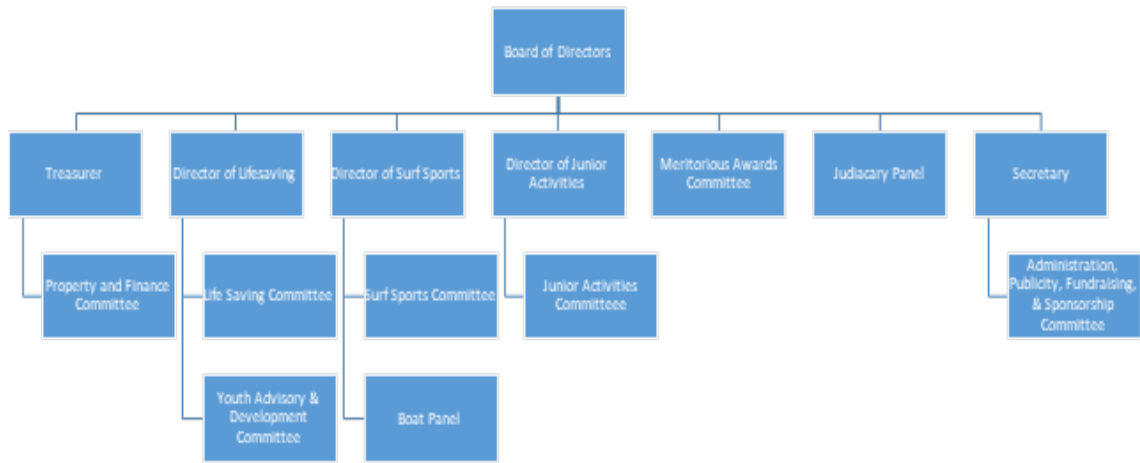 Board of Directors
Treasurer
Director of Lifesaving
Director of Surf Sports
Director of Junior
Activities
Meritorious Awards
Committee
Judiacary Panel
Secretary
Property and Finance
Committee
Life Saving Committee
Surf Sports Committee
Junior Activities
Committeee
Administration,
Publicity, Fundraising,
& Sponsorship
Committee
Youth Advisory &
Development
Committee
Boat Panel